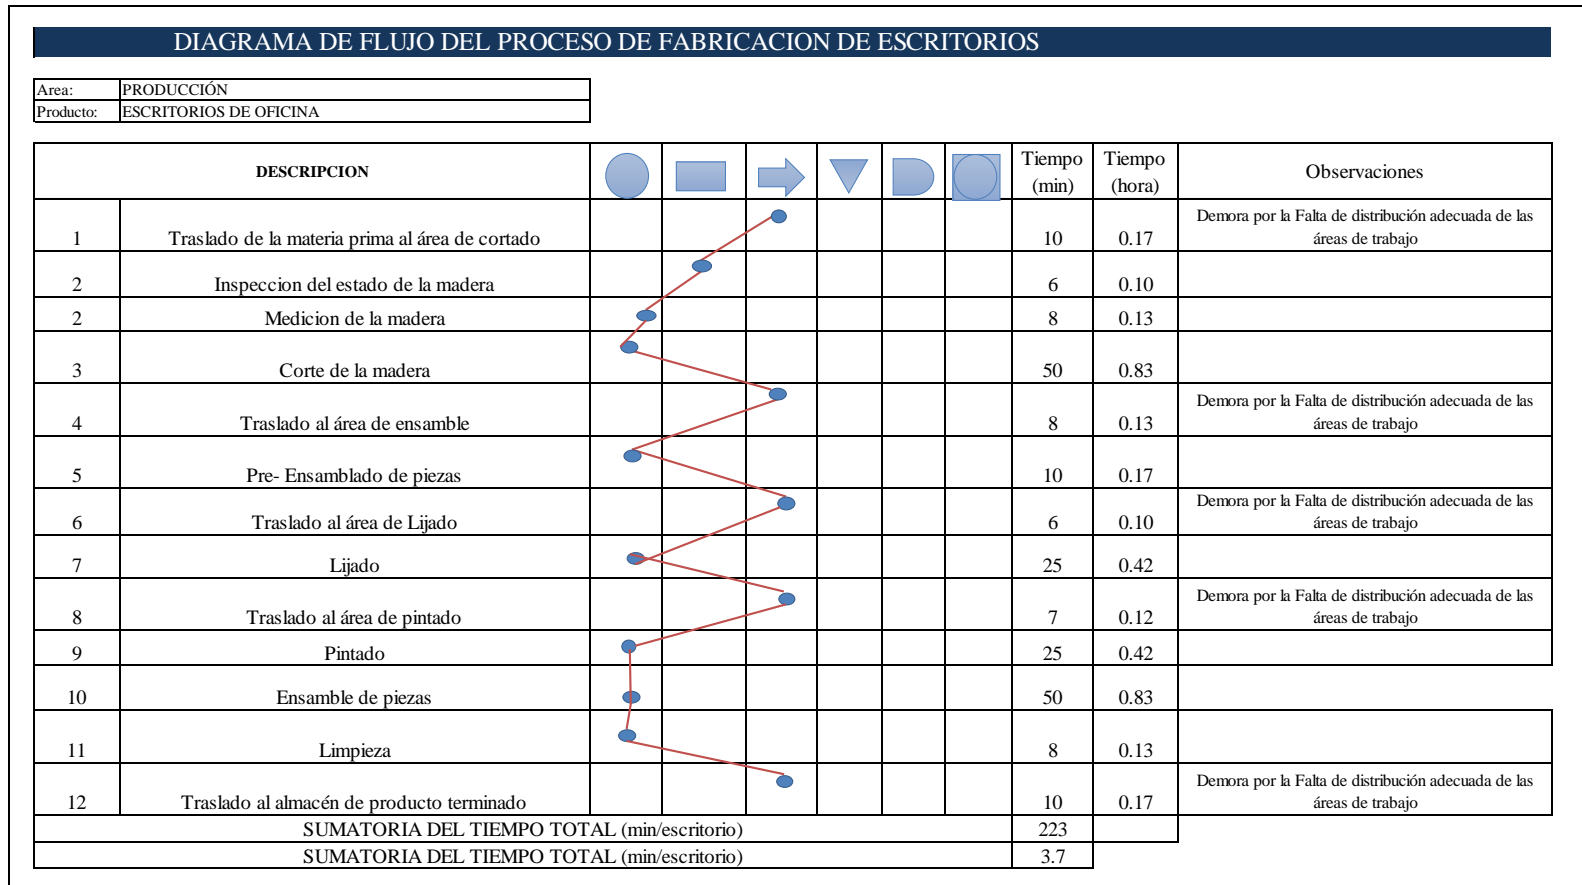 DIAGRAMA DE FLUJO DEL PROCESO DE FABRICACION DE ESCRITORIOS
Area: PRODUCCIÓN
Producto: ESCRITORIOS DE OFICINA
DESCRIPCION Tiempo (min) Tiempo (hora) Observaciones
1 Traslado de la materia prima al área de cortado 10 0.17 Demora por la Falta de distribución adecuada de las áreas de trabajo
2 Inspeccion del estado de la madera 6 0.10
2 Medicion de la madera 8 0.13
3 Corte de la madera 50 0.83
4 Traslado al área de ensamble 8 0.13 Demora por la Falta de distribución adecuada de las áreas de trabajo
5 Pre- Ensamblado de piezas 10 0.17
6 Traslado al área de Lijado 6 0.10 Demora por la Falta de distribución adecuada de las áreas de trabajo
7 Lijado 25 0.42
8 Traslado al área de pintado 7 0.12 Demora por la Falta de distribución adecuada de las áreas de trabajo
9 Pintado 25 0.42
10 Ensamble de piezas 50 0.83
11 Limpieza 8 0.13
12 Traslado al almacén de producto terminado 10 0.17 Demora por la Falta de distribución adecuada de las áreas de trabajo
SUMATORIA DEL TIEMPO TOTAL (min/escritorio) 223
SUMATORIA DEL TIEMPO TOTAL (min/escritorio) 3.7